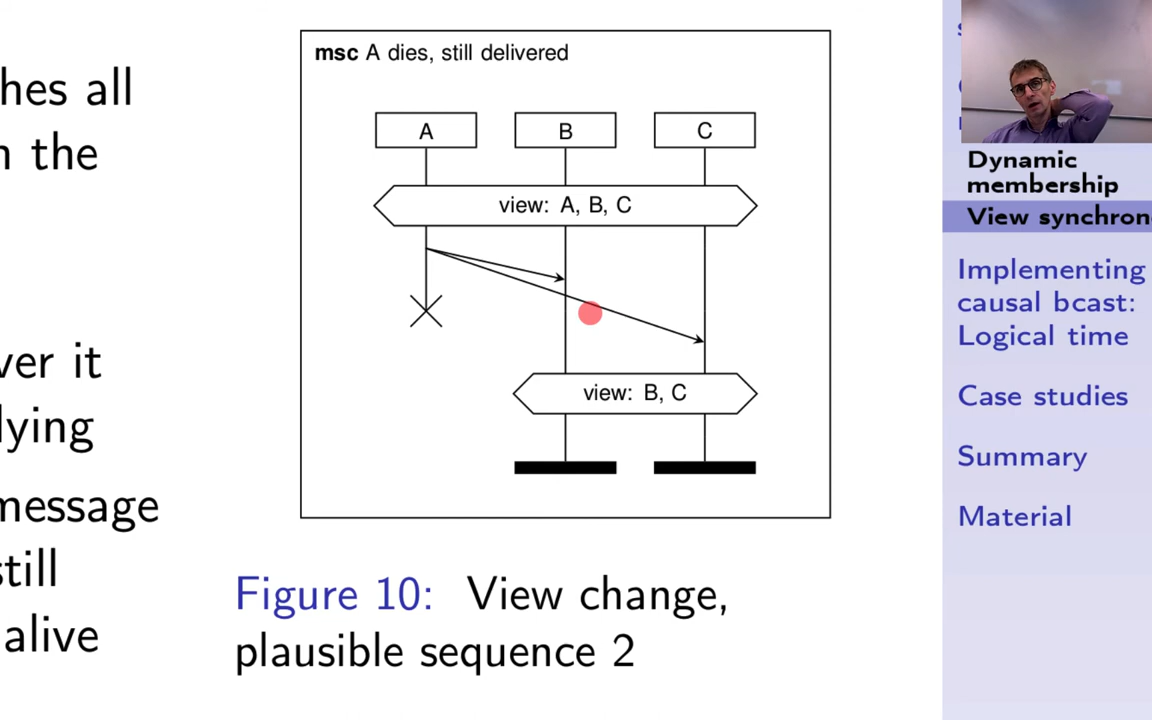 hes all
n the
ver it
lying
message
still
alive
msc A dies, still delivered
A B C
view: A, B, C
view: B, C
Figure 10: View change,
plausible sequence 2
Dynamic
membership
View synchron
Implementing
causal bcast:
Logical time
Case studies
Summary
Material